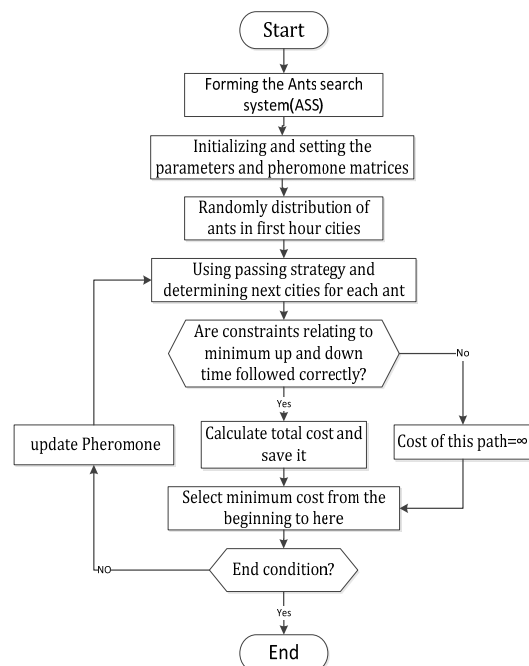 Start
Forming the Ants search
system(ASS)
Initializing and setting the
parameters and pheromone matrices
Randomly distribution of
ants in first hour cities
Using passing strategy and
determining next cities for each ant
Are constraints relating to
minimum up and down
time followed correctly?
No
Yes
Calculate total cost and
save it
Cost of this path=∞
update Pheromone
Select minimum cost from the
beginning to here
End condition?
NO
Yes
End